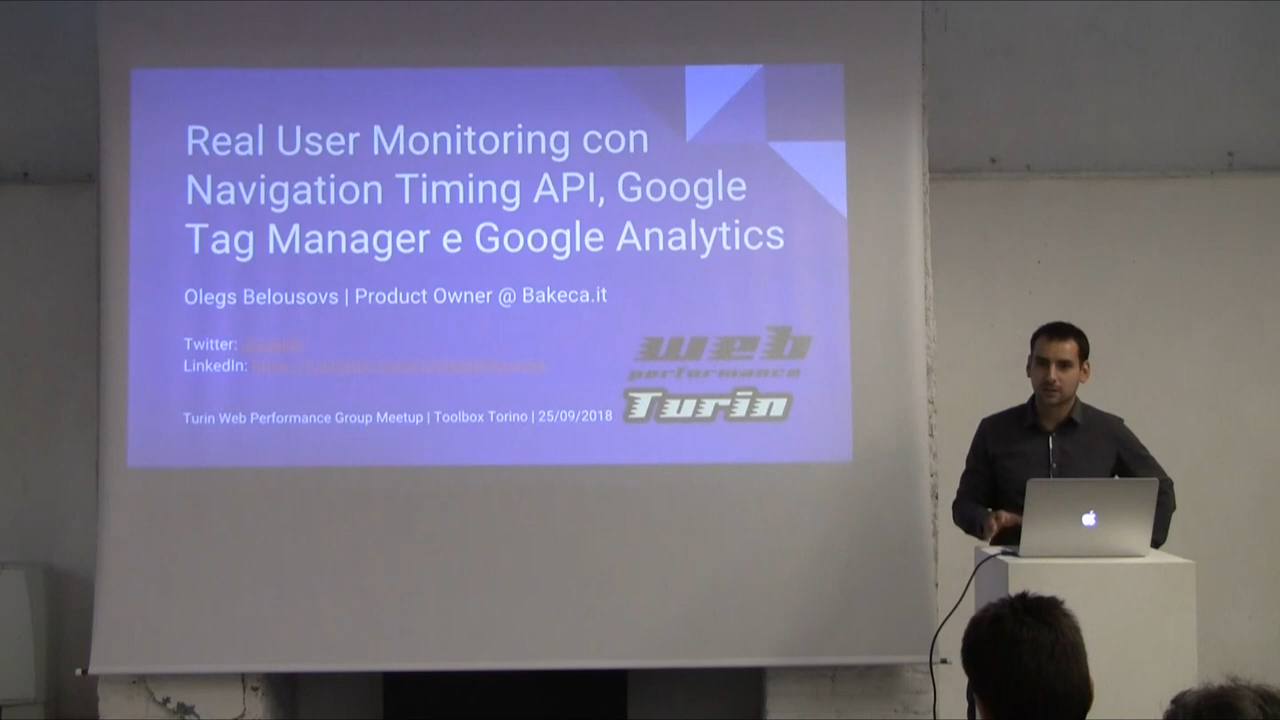 Real User Monitoring con
Navigation Timing API, Google
Tag Manager e Google Analytics
Olegs Belousovs | Product Owner @ Bakeca.it
Twitter:
LinkedIn:
web
performance
Turin
Turin Web Performance Group Meetup | Toolbox Torino | 25/09/2018